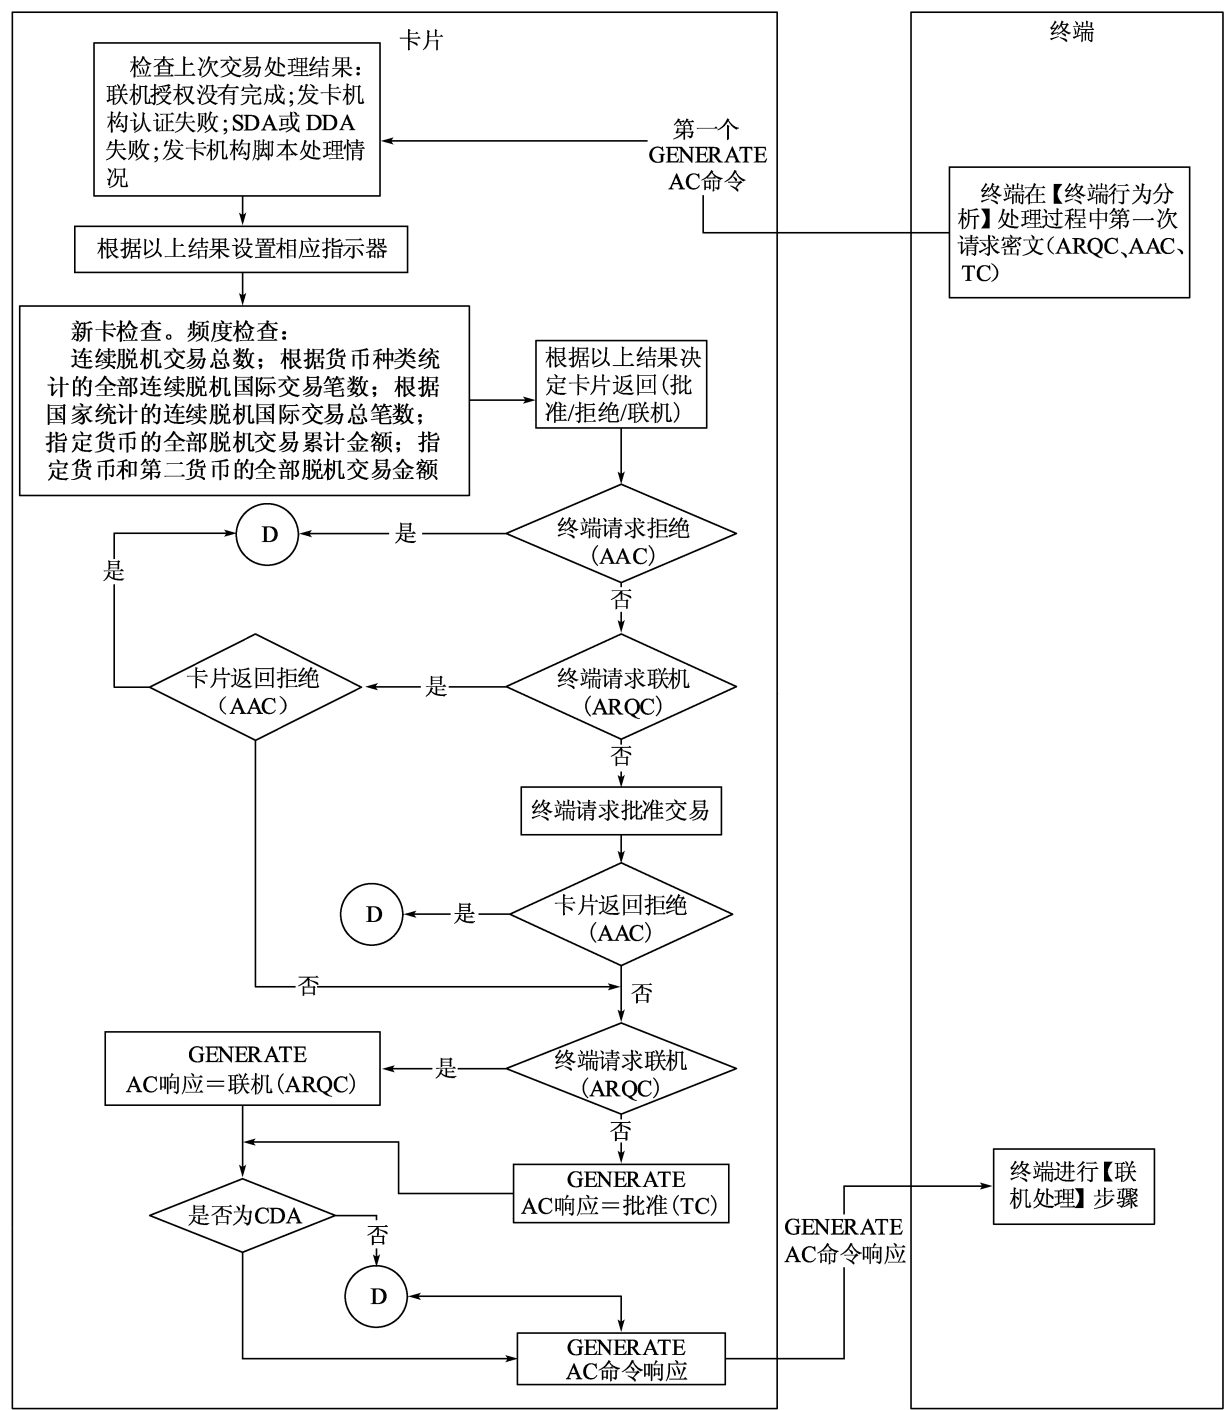 卡片
终端
检查上次交易处理结果：
联机授权没有完成；发卡机
构认证失败；SDA或DDA
失败；发卡机构脚本处理情
况
第一个
GENERATE
AC命令
终端在【终端行为分
析】处理过程中第一次
请求密文(ARQC、AAC、
TC)
根据以上结果设置相应指示器
新卡检查。频度检查：
连续脱机交易总数；根据货币种类统
计的全部连续脱机国际交易笔数；根据
国家统计的连续脱机国际交易总笔数；
指定货币的全部脱机交易累计金额；指
定货币和第二货币的全部脱机交易金额
根据以上结果决
定卡片返回(批
准/拒绝/联机)
D
是
终端请求拒绝
(AAC)
是
否
卡片返回拒绝
(AAC)
是
终端请求联机
(ARQC)
否
终端请求批准交易
D
是
卡片返回拒绝
(AAC)
否
否
GENERATE
AC响应＝联机(ARQC)
是
终端请求联机
(ARQC)
否
GENERATE
AC响应＝批准(TC)
终端进行【联
机处理】步骤
是否为CDA
否
GENERATE
AC命令响应
D
GENERATE
AC命令响应